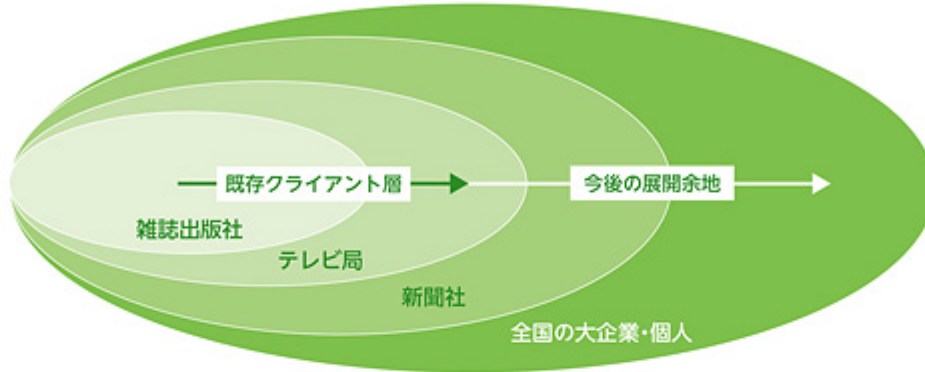 既存クライアント層
今後の展開余地
雑誌出版社
テレビ局
新聞社
全国の大企業・個人